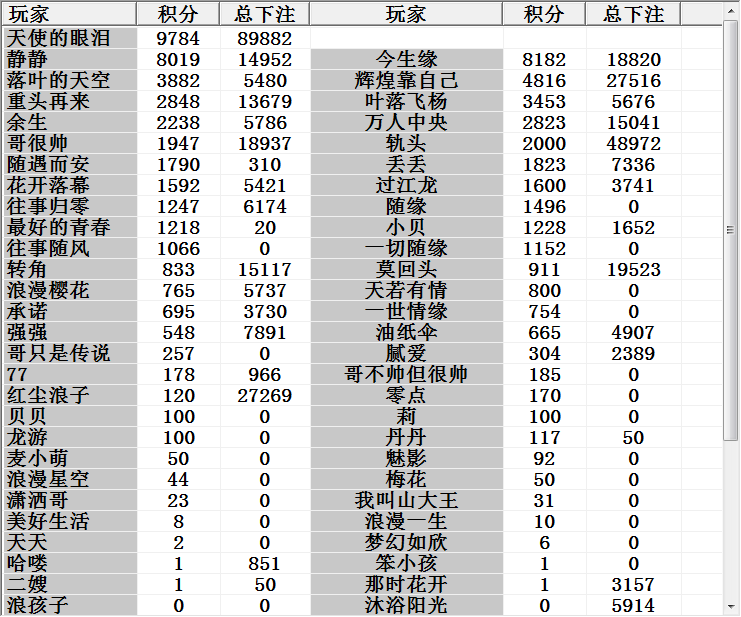 玩家 积分 总下注 玩家 积分 总下注
天使的眼泪 9784 89882
静静 8019 14952 今生缘 8182 18820
落叶的天空 3882 5480 辉煌靠自己 4816 27516
重头再来 2848 13679 叶落飞杨 3453 5676
余生 2238 5786 万人中央 2823 15041
哥很帅 1947 18937 轨头 2000 48972
随遇而安 1790 310 丢丢 1823 7336
花开落幕 1592 5421 过江龙 1600 3741
往事归零 1247 6174 随缘 1496 0
最好的青春 1218 20 小贝 1228 1652
往事随风 1066 0 一切随缘 1152 0
转角 833 15117 莫回头 911 19523
浪漫樱花 765 5737 天若有情 800 0
承诺 695 3730 一世情缘 754 0
强强 548 7891 油纸伞 665 4907
哥只是传说 257 0 腻爱 304 2389
77 178 966 哥不帅但很帅 185 0
红尘浪子 120 27269 零点 170 0
贝贝 100 0 莉 100 0
龙游 100 0 丹丹 117 50
麦小萌 50 0 魅影 92 0
浪漫星空 44 0 梅花 50 0
潇洒哥 23 0 我叫山大王 31 0
美好生活 8 0 浪漫一生 10 0
天天 2 0 梦幻如欣 6 0
哈喽 1 851 笨小孩 1 0
二嫂 1 50 那时花开 1 3157
浪孩子 0 0 沐浴阳光 0 5914